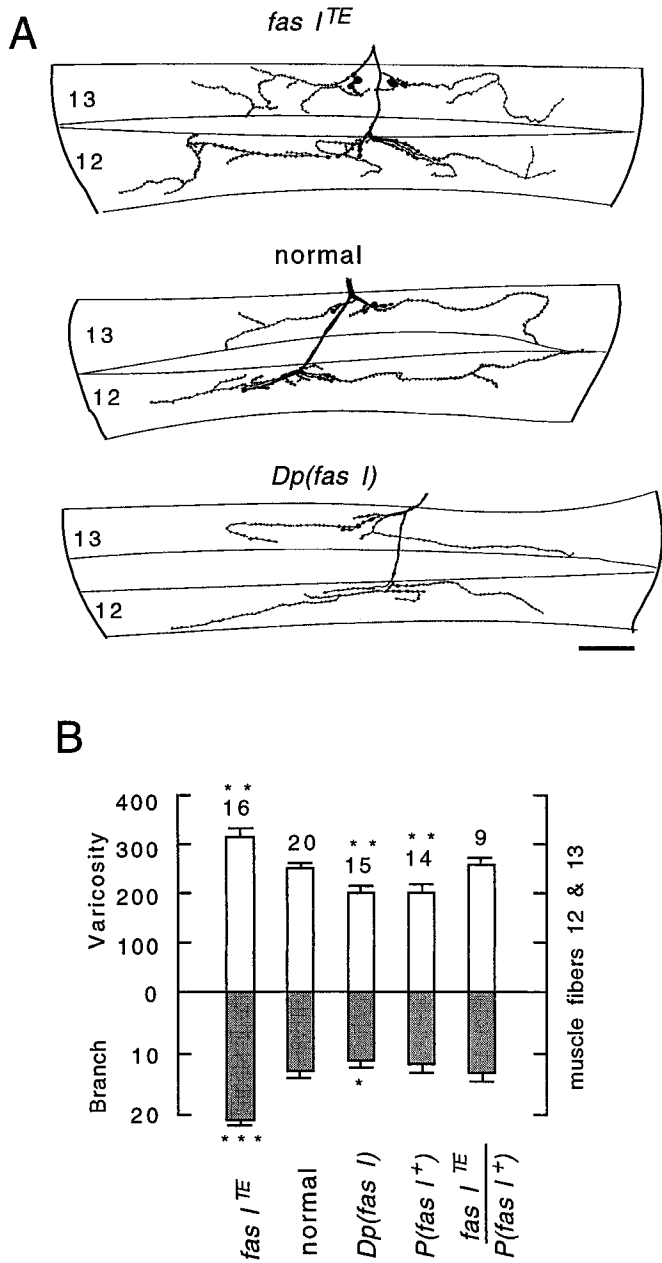 A
fas I TE
13
12
normal
13
12
Dp(fas I)
13
12
B
* *
16
20
* *
15
* *
14
9
400
300
200
100
0
10
20
Varicosity
Branch
muscle fibers 12 & 13
*
* * *
fas I TE
normal
Dp(fas I)
P(fas I +)
fas I TE
P(fas I +)